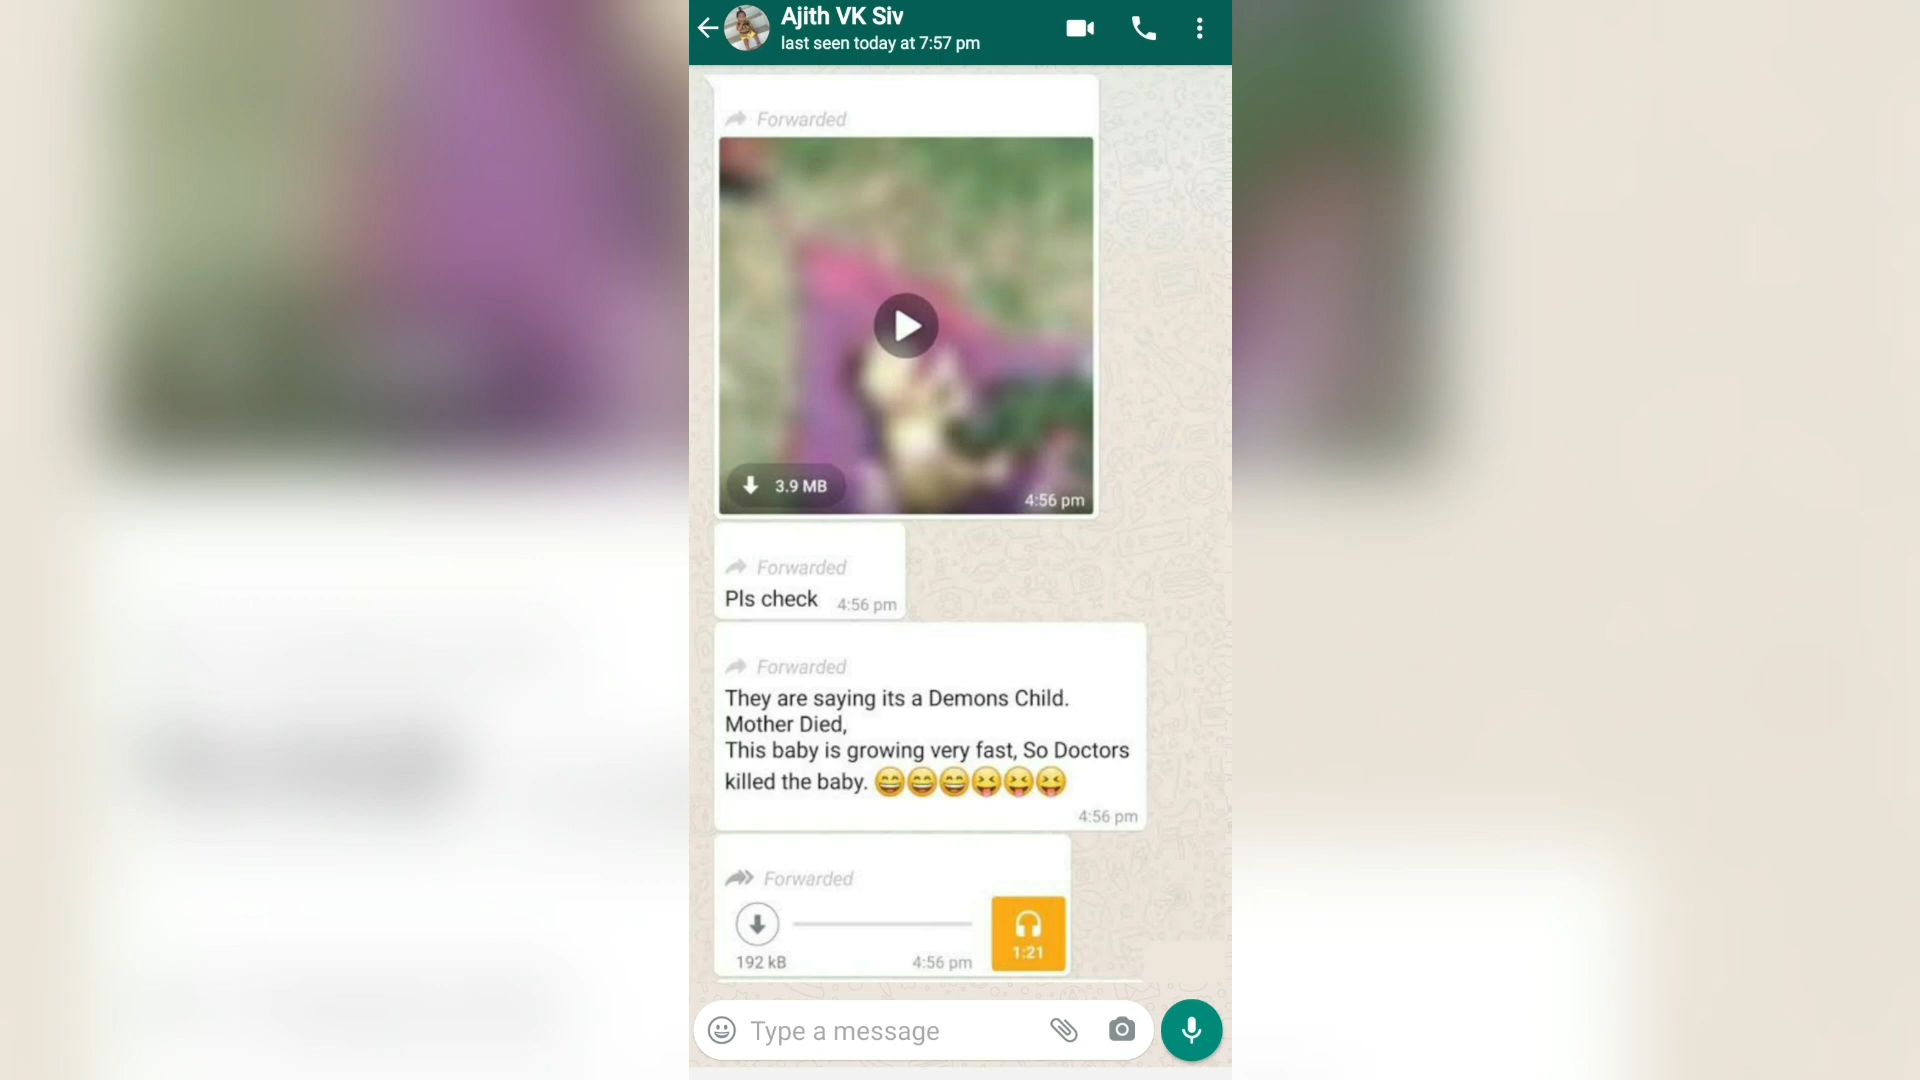 Ajith VK Siv
last seen today at 7:57 pm
Forwarded
3.9 MB
4:56 pm
Forwarded
Pls check 4:56 pm
Forwarded
They are saying its a Demons Child.
Mother Died,
This baby is growing very fast, So Doctors
killed the baby. 😄😄😄😝😝😝
4:56 pm
Forwarded
1:21
192 kB 4:56 pm
Type a message